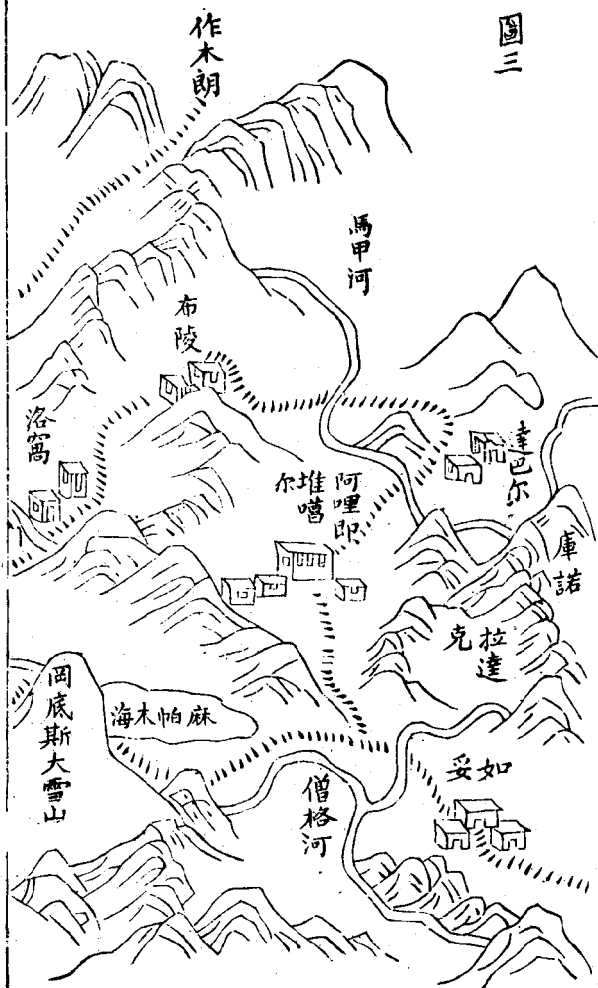 圖三
作木朗
馬甲河
布陵
洛窩
達巴尔
阿哩即
堆噶
尔
庫諾
拉達
克
麻帕木海
岡底斯大雪山
僧格河
如妥